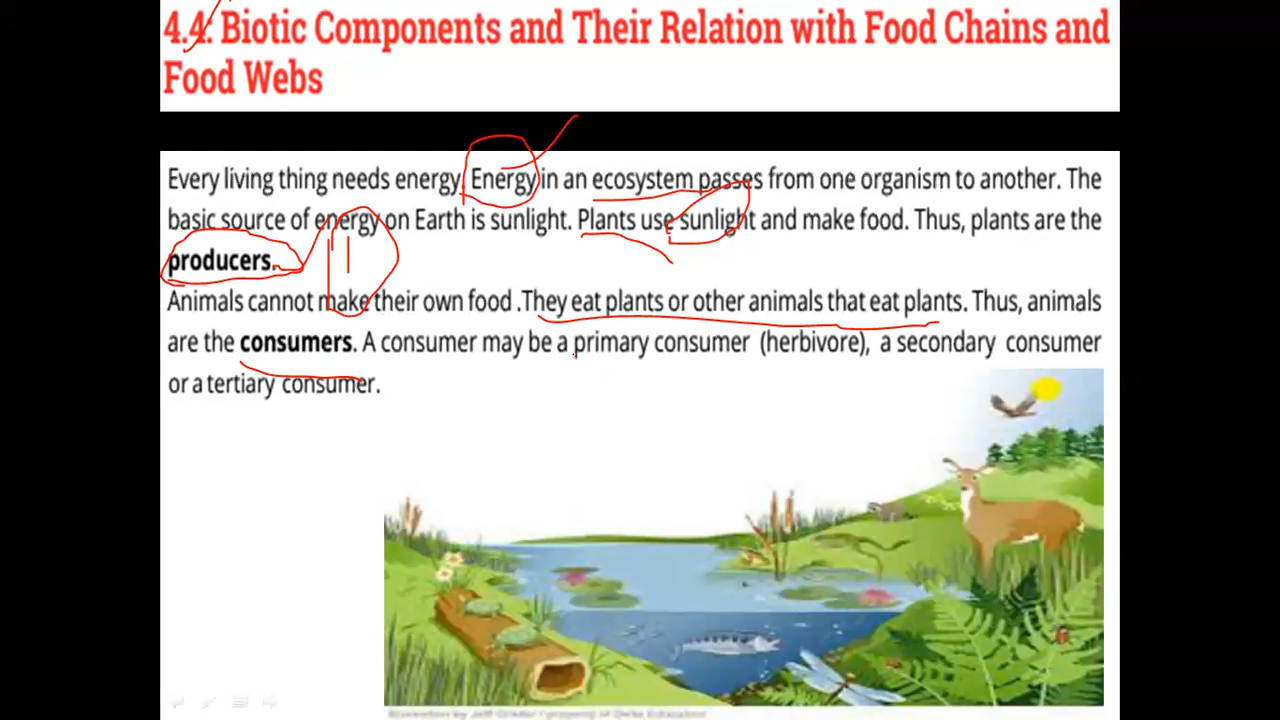 4.4. Biotic Components and Their Relation with Food Chains and
Food Webs
Every living thing needs energy. Energy in an ecosystem passes from one organism to another. The
basic source of energy on Earth is sunlight. Plants use sunlight and make food. Thus, plants are the
producers.
Animals cannot make their own food .They eat plants or other animals that eat plants. Thus, animals
are the consumers. A consumer may be a primary consumer (herbivore), a secondary consumer
or a tertiary consumer.